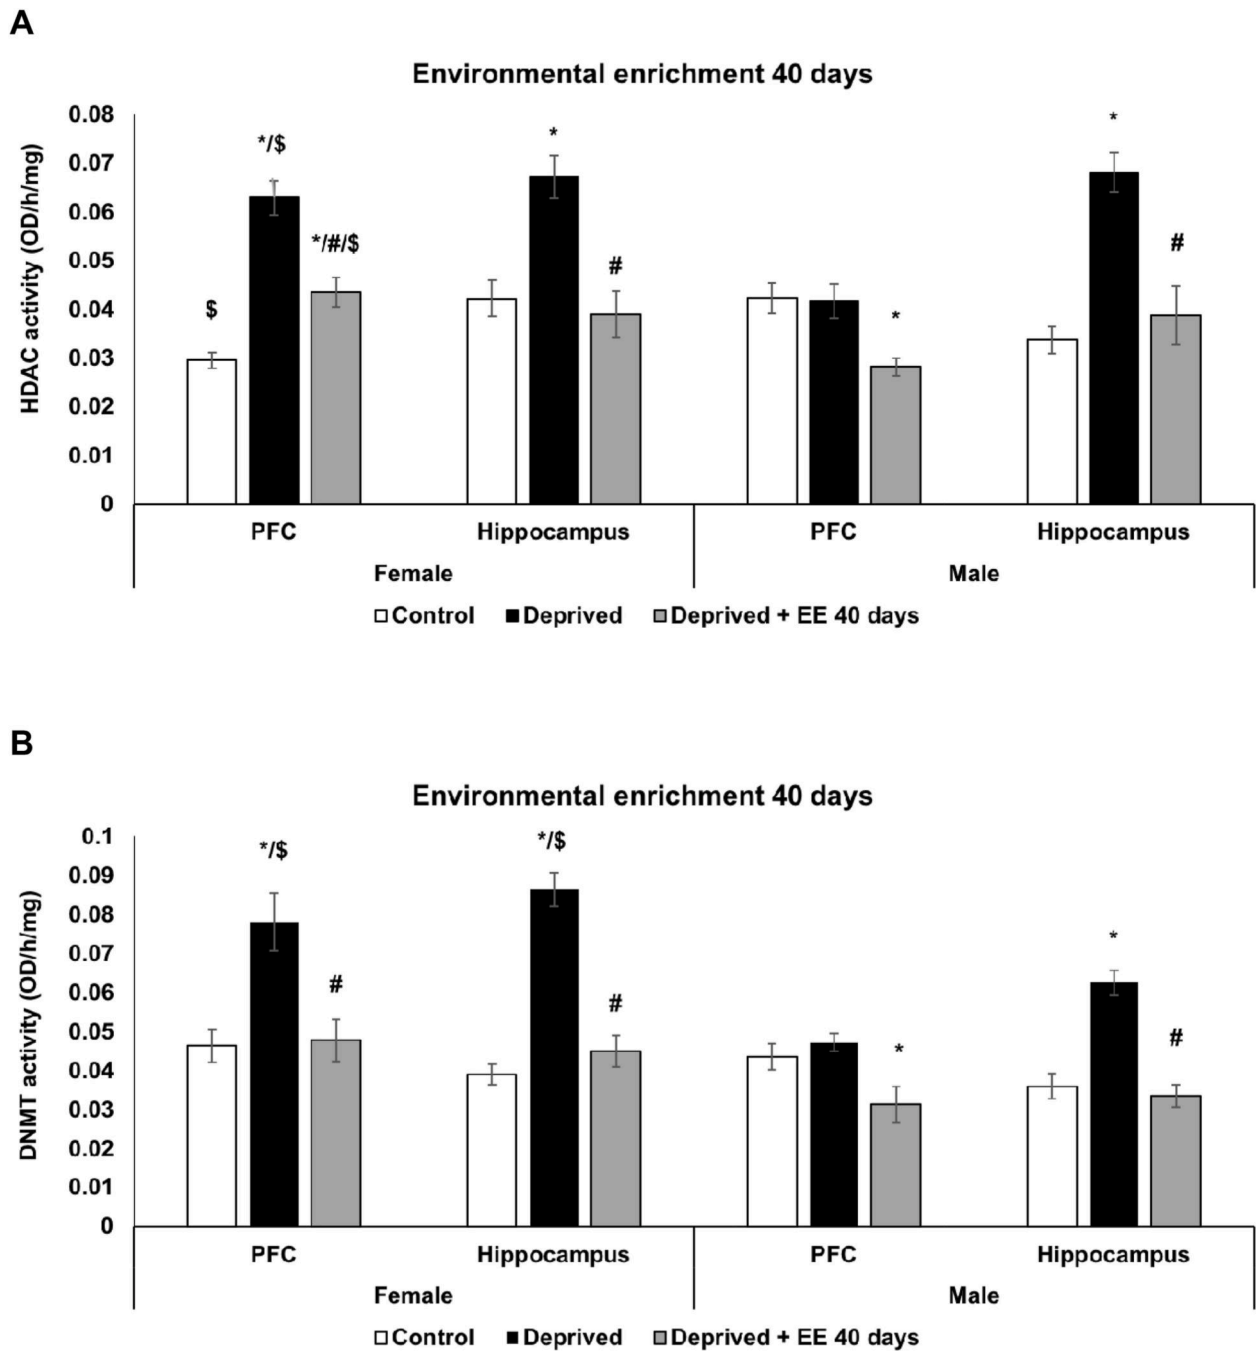 A
Environmental enrichment 40 days
HDAC activity (OD/h/mg)
0.08
0.07
0.06
0.05
0.04
0.03
0.02
0.01
0
$
*/$
*/#/$
*
#
*
*
#
PFC Hippocampus PFC Hippocampus
Female Male
Control Deprived Deprived + EE 40 days
B
Environmental enrichment 40 days
DNMT activity (OD/h/mg)
0.1
0.09
0.08
0.07
0.06
0.05
0.04
0.03
0.02
0.01
0
*/$
#
*/$
#
*
*
#
PFC Hippocampus PFC Hippocampus
Female Male
Control Deprived Deprived + EE 40 days